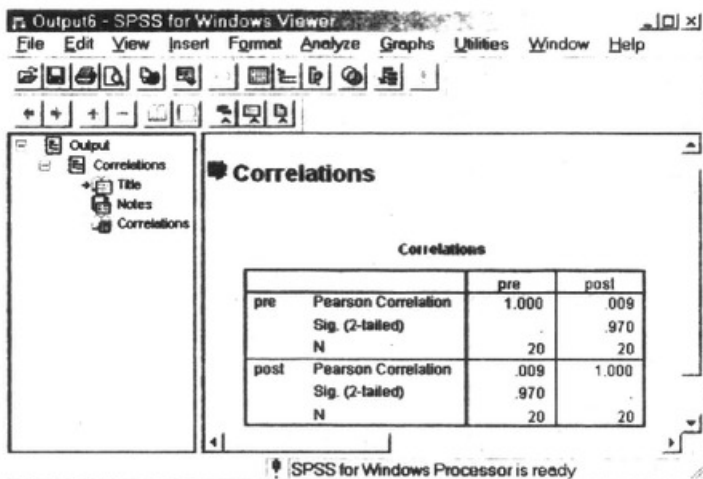 Output6 - SPSS for Windows Viewer
File Edit View Insert Format Analyze Graphs Utilities Window Help
Output
Correlations
Title
Notes
Correlations
Correlations
Correlations
pre post
pre Pearson Correlation 1.000 .009
Sig. (2-tailed) . .970
N 20 20
post Pearson Correlation .009 1.000
Sig. (2-tailed) .970 .
N 20 20
SPSS for Windows Processor is ready